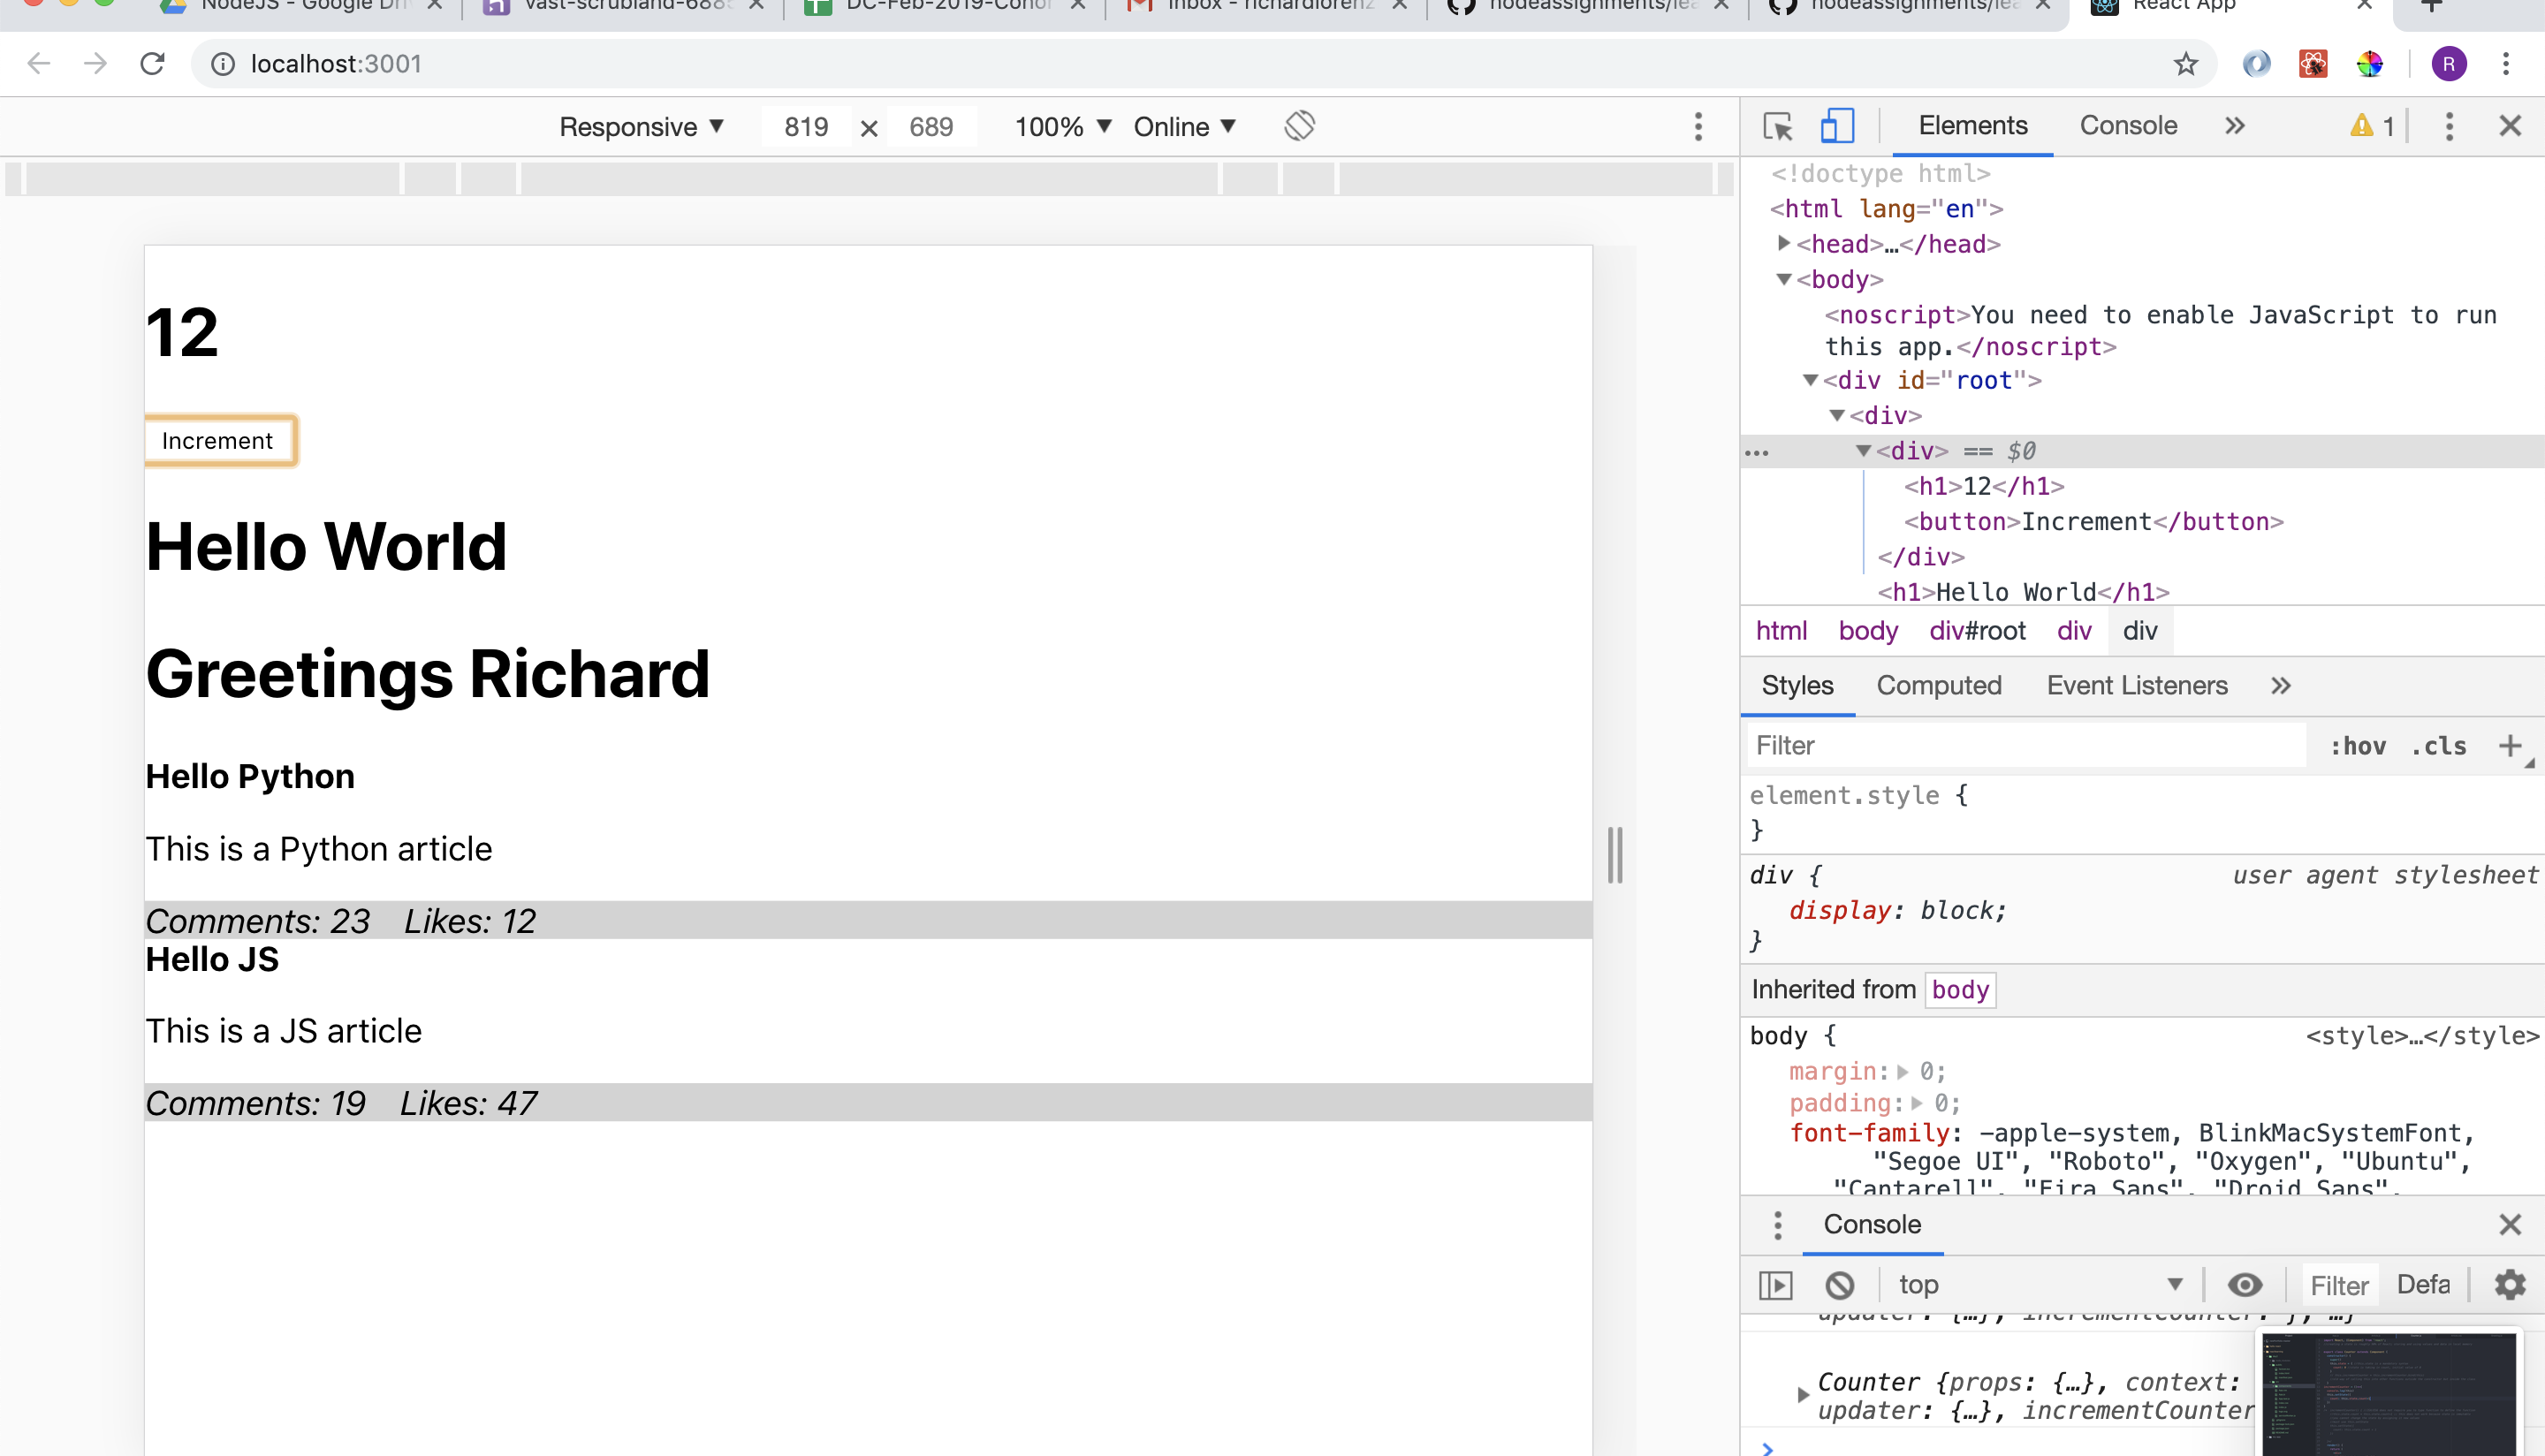 NodeJS - Google Dri
vast-scrubland-688
DC-Feb-2019-Cohor
Inbox - richardlorenz
nodeassignments/lea
nodeassignments/lea
React App
localhost:3001
R
Responsive ▼ 819 × 689 100% ▼ Online ▼
Elements Console » 1
<!doctype html>
<html lang="en">
<head>…</head>
<body>
<noscript>You need to enable JavaScript to run
this app.</noscript>
<div id="root">
<div>
… <div> == $0
<h1>12</h1>
<button>Increment</button>
</div>
<h1>Hello World</h1>
html body div#root div div
Styles Computed Event Listeners »
Filter :hov .cls +
element.style {
}
div { user agent stylesheet
display: block;
}
Inherited from body
body { <style>…</style>
margin: 0;
padding: 0;
font-family: -apple-system, BlinkMacSystemFont,
"Segoe UI", "Roboto", "Oxygen", "Ubuntu",
"Cantarell", "Fira Sans", "Droid Sans",
Console
top ▼ Filter Defa
updater: {…}, incrementCounter: ƒ, …}
Counter {props: {…}, context:
updater: {…}, incrementCounter
12
Increment
Hello World
Greetings Richard
Hello Python
This is a Python article
Comments: 23 Likes: 12
Hello JS
This is a JS article
Comments: 19 Likes: 47